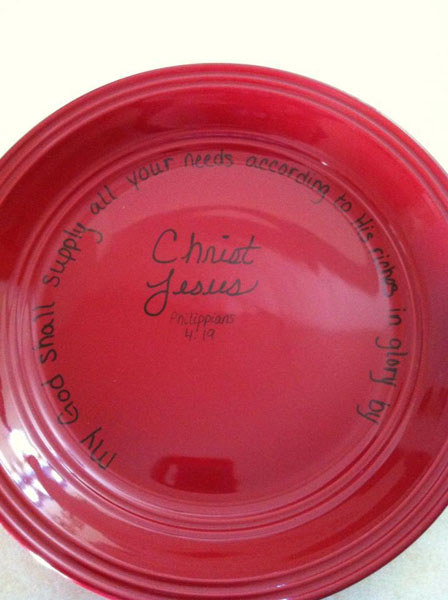 My God shall supply all your needs according to His riches in glory by
Christ
Jesus
Philippians
4:19